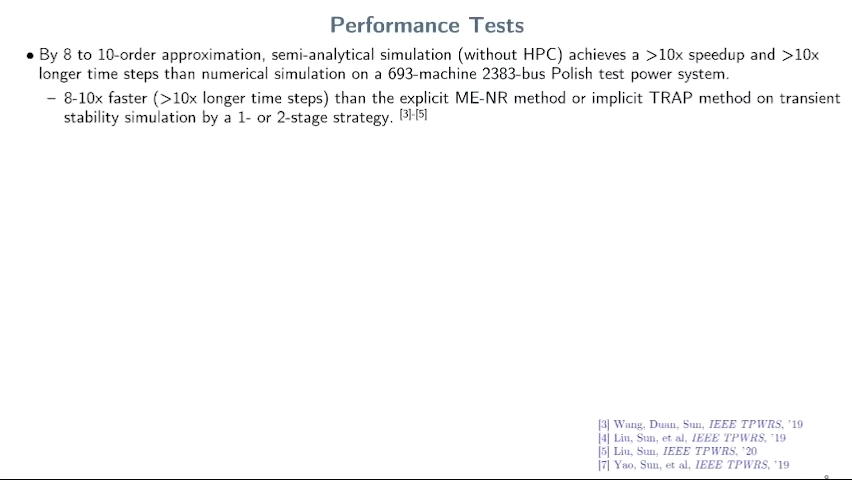 Performance Tests
• By 8 to 10-order approximation, semi-analytical simulation (without HPC) achieves a >10x speedup and >10x
longer time steps than numerical simulation on a 693-machine 2383-bus Polish test power system.
– 8-10x faster (>10x longer time steps) than the explicit ME-NR method or implicit TRAP method on transient
stability simulation by a 1- or 2-stage strategy. [3]-[5]
[3] Wang, Duan, Sun, IEEE TPWRS, '19
[4] Liu, Sun, et al, IEEE TPWRS, '19
[5] Liu, Sun, IEEE TPWRS, '20
[7] Yao, Sun, et al, IEEE TPWRS, '19